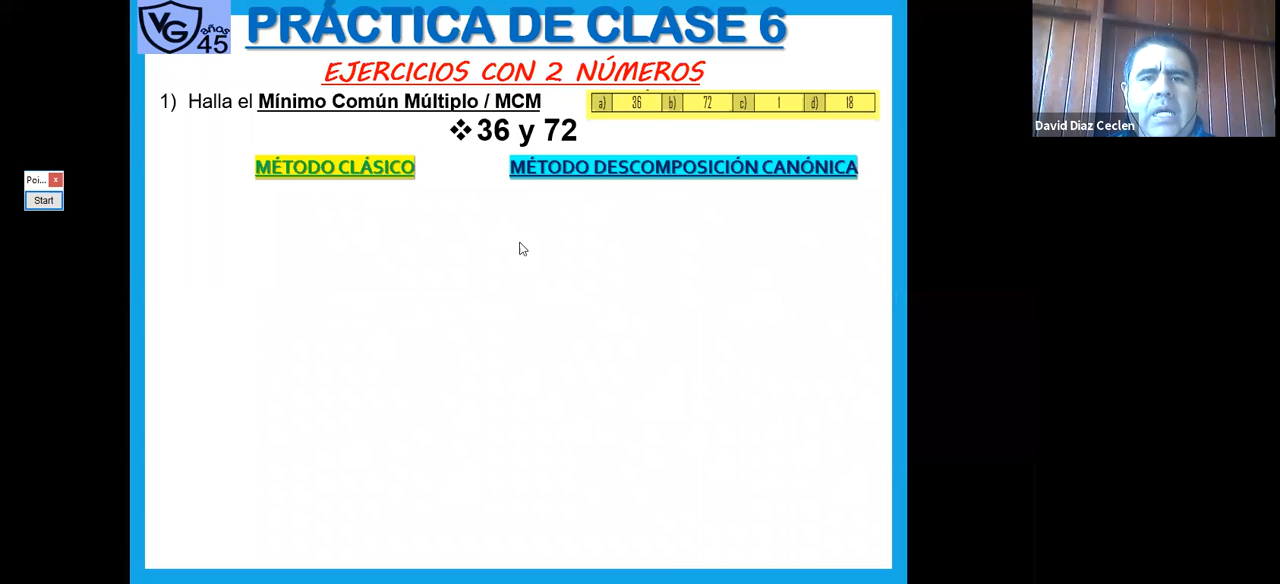 VG años 45
PRÁCTICA DE CLASE 6
EJERCICIOS CON 2 NÚMEROS
1) Halla el Mínimo Común Múltiplo / MCM
a) 36 b) 72 c) 1 d) 18
❖ 36 y 72
MÉTODO CLÁSICO
MÉTODO DESCOMPOSICIÓN CANÓNICA
Poi... x
Start
David Diaz Ceclen